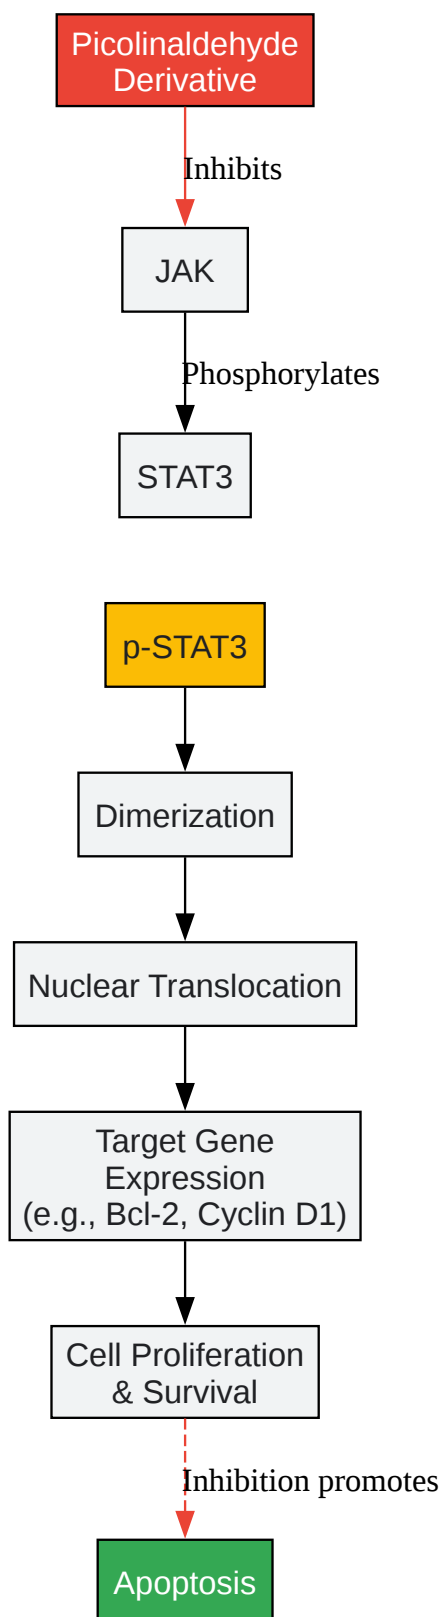 Picolinaldehyde
Derivative
Inhibits
JAK
Phosphorylates
STAT3
p-STAT3
Dimerization
Nuclear Translocation
Target Gene
Expression
(e.g., Bcl-2, Cyclin D1)
Cell Proliferation
& Survival
Inhibition promotes
Apoptosis